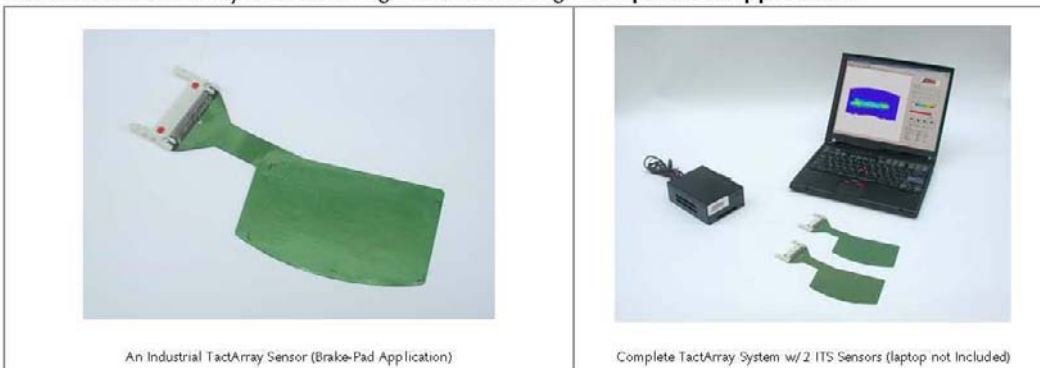 An Industrial TactArray Sensor (Brake-Pad Application)
Complete TactArray System w/ 2 ITS Sensors (laptop not Included)